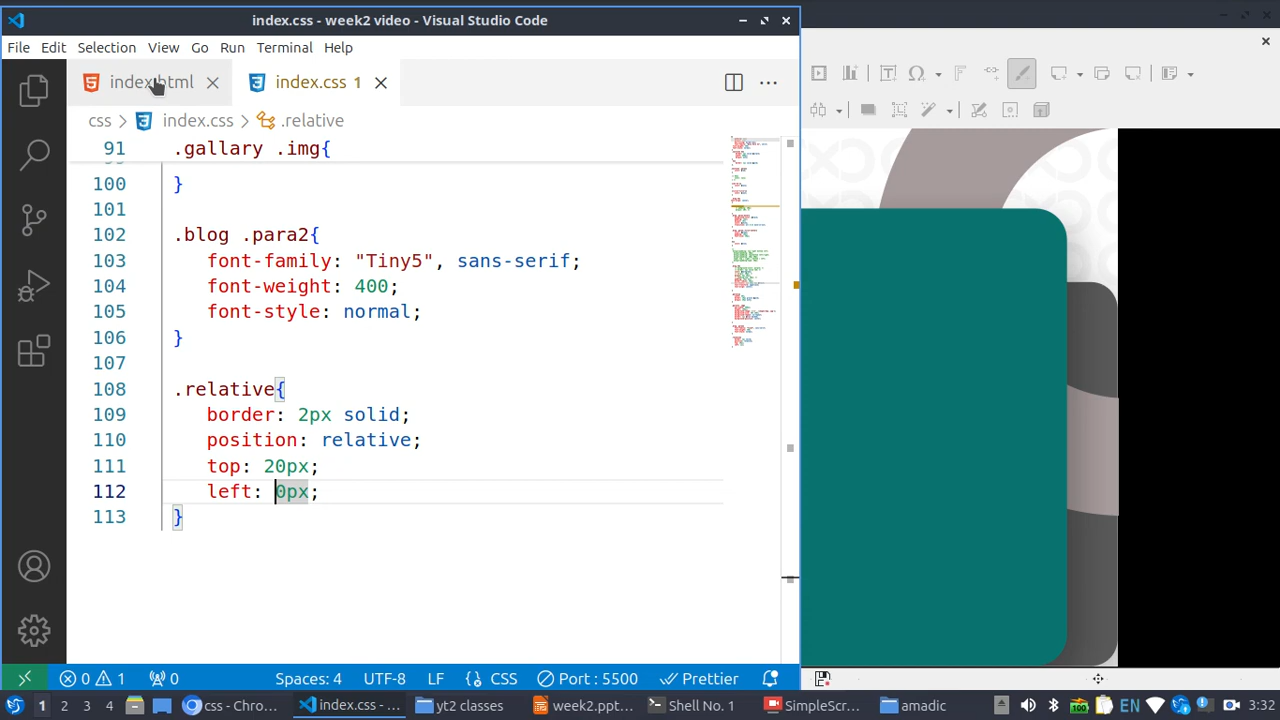 index.css - week2 video - Visual Studio Code
File Edit Selection View Go Run Terminal Help
index.html index.css 1
css index.css .relative
91 .gallary .img{
100 }
101
102 .blog .para2{
103 font-family: "Tiny5", sans-serif;
104 font-weight: 400;
105 font-style: normal;
106 }
107
108 .relative{
109 border: 2px solid;
110 position: relative;
111 top: 20px;
112 left: 0px;
113 }
0 1 0 Spaces: 4 UTF-8 LF CSS Port : 5500 Prettier
1 2 3 4 css - Chro... index.css - ... yt2 classes week2.ppt... Shell No. 1 SimpleScr... amadic EN 100 3:32